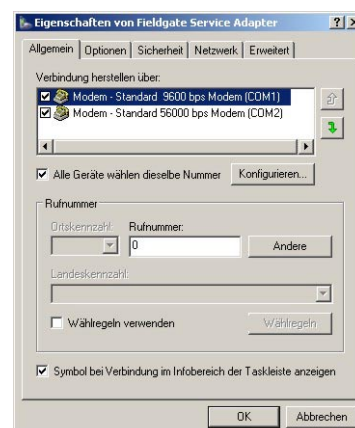 Eigenschaften von Fieldgate Service Adapter
Allgemein Optionen Sicherheit Netzwerk Erweitert
Verbindung herstellen über:
Modem - Standard 9600 bps Modem (COM1)
Modem - Standard 56000 bps Modem (COM2)
Alle Geräte wählen dieselbe Nummer Konfigurieren...
Rufnummer
Ortskennzahl: Rufnummer:
0 Andere
Landeskennzahl:
Wählregeln verwenden Wählregeln
Symbol bei Verbindung im Infobereich der Taskleiste anzeigen
OK Abbrechen